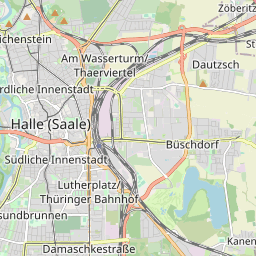 Zöberitz
ichenstein
St
Am Wasserturm/
Thaerviertel
Dautzsch
rdliche Innenstadt
Halle (Saale)
Büschdorf
Südliche Innenstadt
Lutherplatz/
Thüringer Bahnhof
sundbrunnen
Kanen
Damaschkestraße